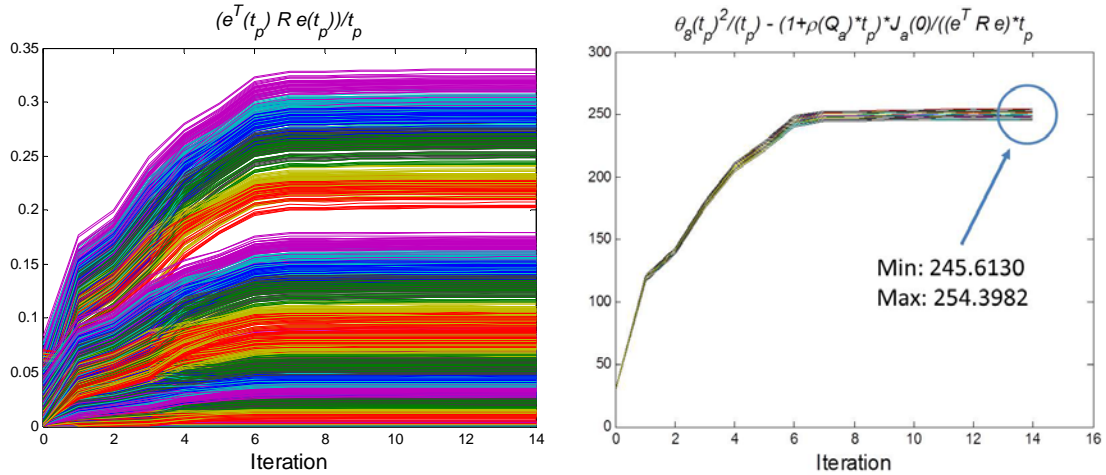 (e^T(t_p) R e(t_p))/t_p
0.35
0.3
0.25
0.2
0.15
0.1
0.05
0
0 2 4 6 8 10 12 14
Iteration
θ_8(t_p)^2/(t_p) - (1+ρ(Q_a)*t_p)*J_a(0)/((e^T R e)*t_p
300
250
200
150
100
50
0
Min: 245.6130
Max: 254.3982
0 2 4 6 8 10 12 14 16
Iteration